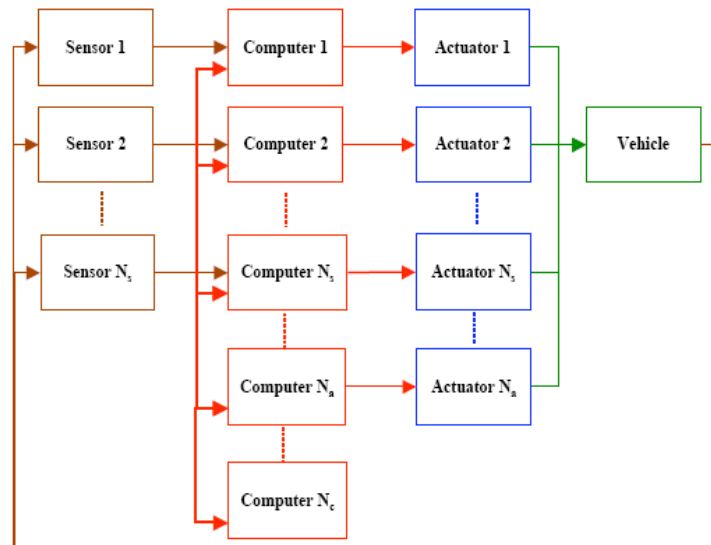 Sensor 1
Computer 1
Actuator 1
Sensor 2
Computer 2
Actuator 2
Vehicle
Sensor Nₛ
Computer Nₛ
Actuator Nₛ
Computer Nₐ
Actuator Nₐ
Computer N꜀